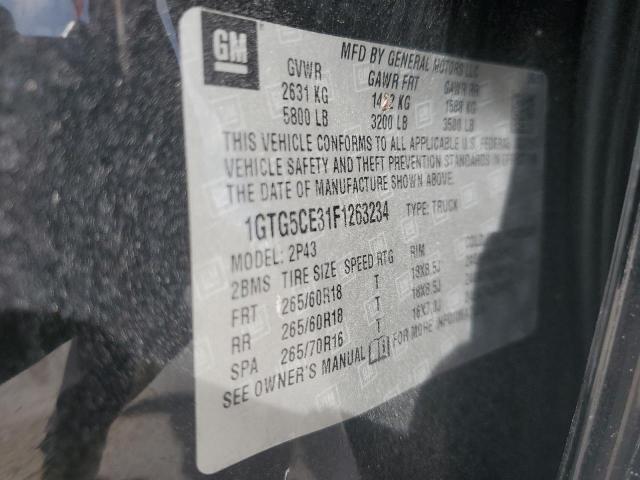 GM
MFD BY GENERAL MOTORS LLC
GVWR GAWR FRT GAWR RR
2631 KG 1452 KG 1588 KG
5800 LB 3200 LB 3500 LB
THIS VEHICLE CONFORMS TO ALL APPLICABLE U.S. FEDERAL
VEHICLE SAFETY AND THEFT PREVENTION STANDARDS IN EFFECT ON
THE DATE OF MANUFACTURE SHOWN ABOVE.
1GTG5CE31F1263234 TYPE: TRUCK
MODEL: 2P43
2BMS TIRE SIZE SPEED RTG RIM
FRT 265/60R18 T 18X8.5J
RR 265/60R18 T 18X8.5J
SPA 265/70R16 T 16X7.0J
SEE OWNER'S MANUAL FOR MORE INFORMATION